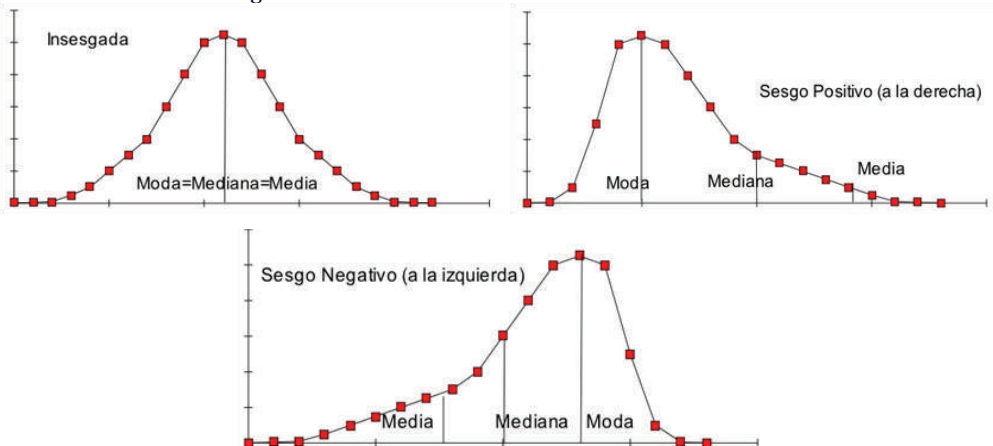 Insesgada
Moda=Mediana=Media
Sesgo Positivo (a la derecha)
Moda
Mediana
Media
Sesgo Negativo (a la izquierda)
Media
Mediana
Moda